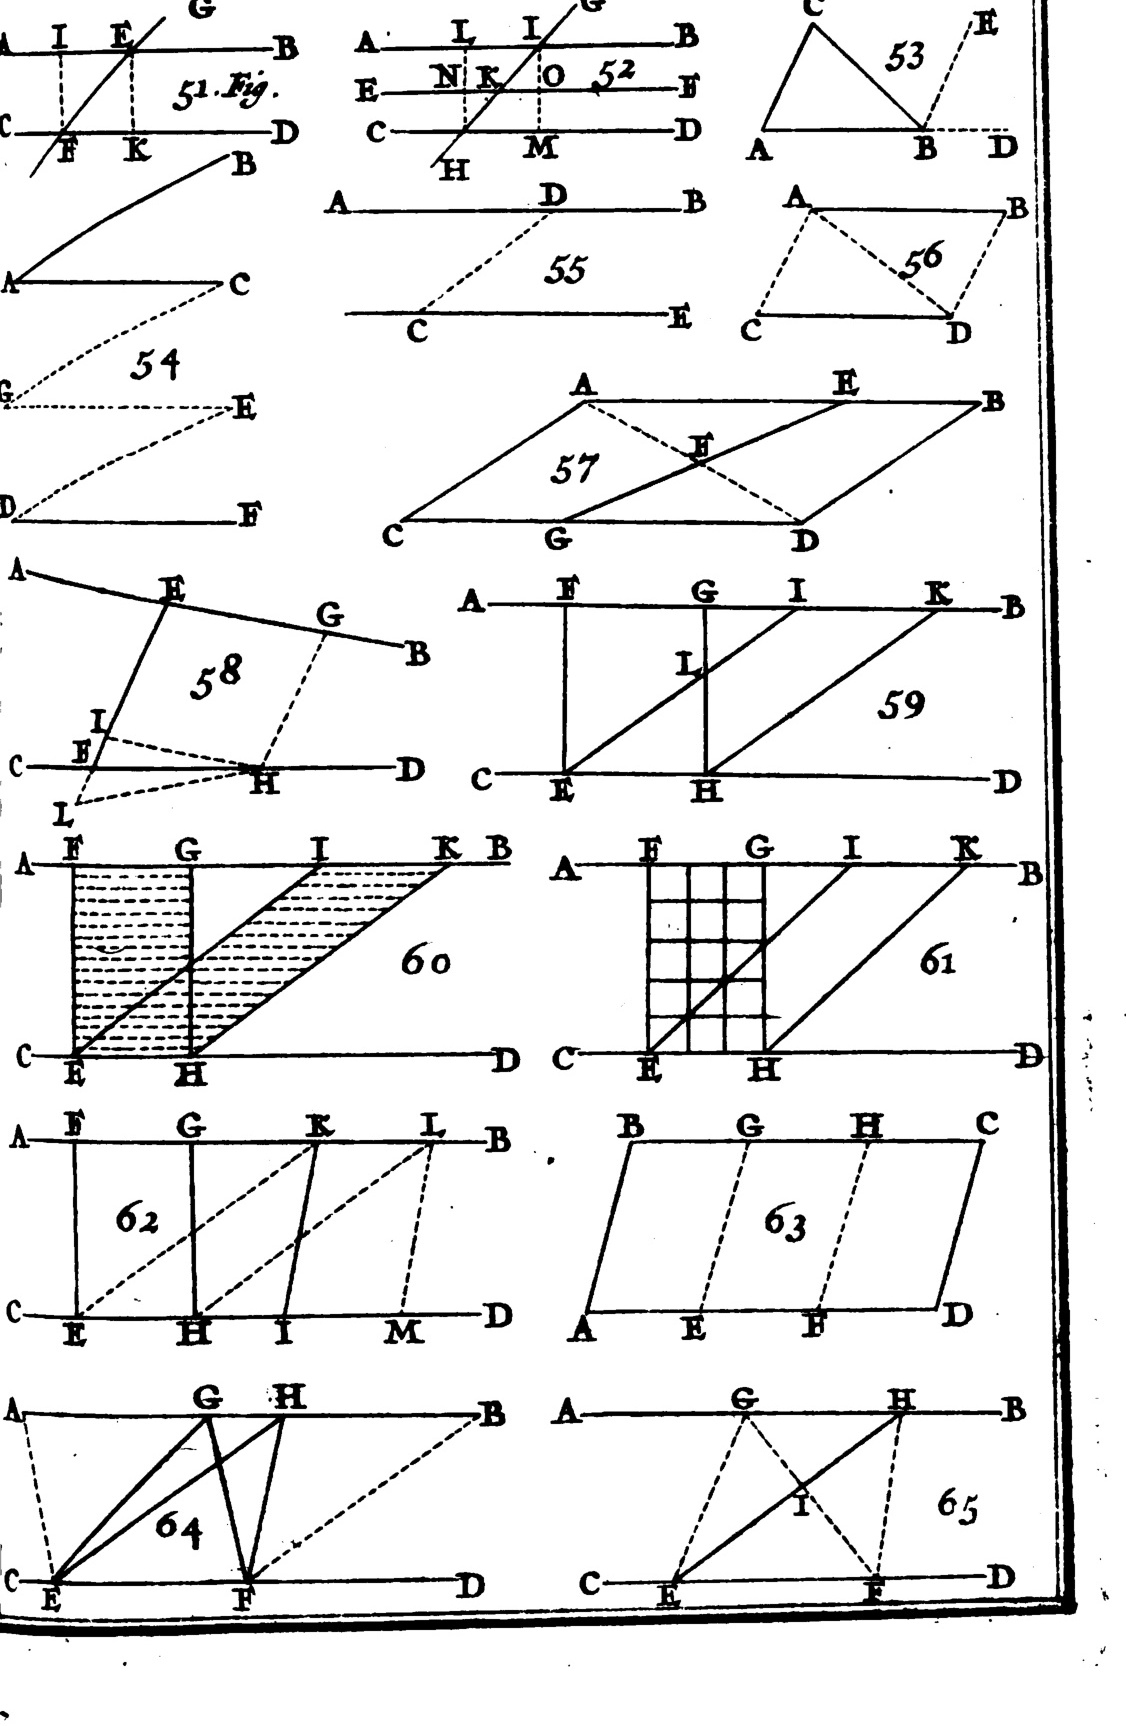 G
A I E B
51. Fig.
C F K D
G
A L I B
E N K O 52 F
C M D
H
C E
53
A B D
B
A C
54
G E
D F
A D B
55
C E
A B
56
C D
A E B
F
57
C G D
A E G B
58
I
C F H D
L
A F G I K B
L
59
C E H D
A F G I K B
60
C E H D
A F G I K B
61
C E H D
A F G K L B
62
C E H I M D
B G H C
63
A E F D
A G H B
64
C E F D
A G H B
I 65
C E F D